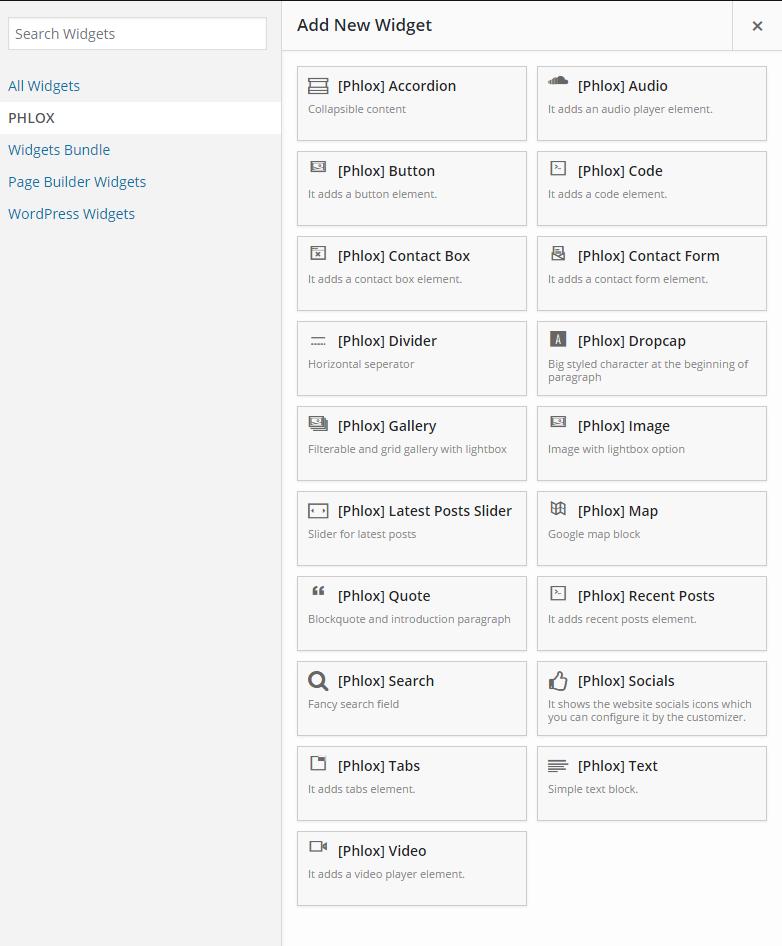 Search Widgets
All Widgets
PHLOX
Widgets Bundle
Page Builder Widgets
WordPress Widgets
Add New Widget
[Phlox] Accordion
Collapsible content
[Phlox] Audio
It adds an audio player element.
[Phlox] Button
It adds a button element.
[Phlox] Code
It adds a code element.
[Phlox] Contact Box
It adds a contact box element.
[Phlox] Contact Form
It adds a contact form element.
[Phlox] Divider
Horizontal seperator
A
[Phlox] Dropcap
Big styled character at the beginning of
paragraph
[Phlox] Gallery
Filterable and grid gallery with lightbox
[Phlox] Image
Image with lightbox option
[Phlox] Latest Posts Slider
Slider for latest posts
[Phlox] Map
Google map block
[Phlox] Quote
Blockquote and introduction paragraph
[Phlox] Recent Posts
It adds recent posts element.
[Phlox] Search
Fancy search field
[Phlox] Socials
It shows the website socials icons which
you can configure it by the customizer.
[Phlox] Tabs
It adds tabs element.
[Phlox] Text
Simple text block.
[Phlox] Video
It adds a video player element.